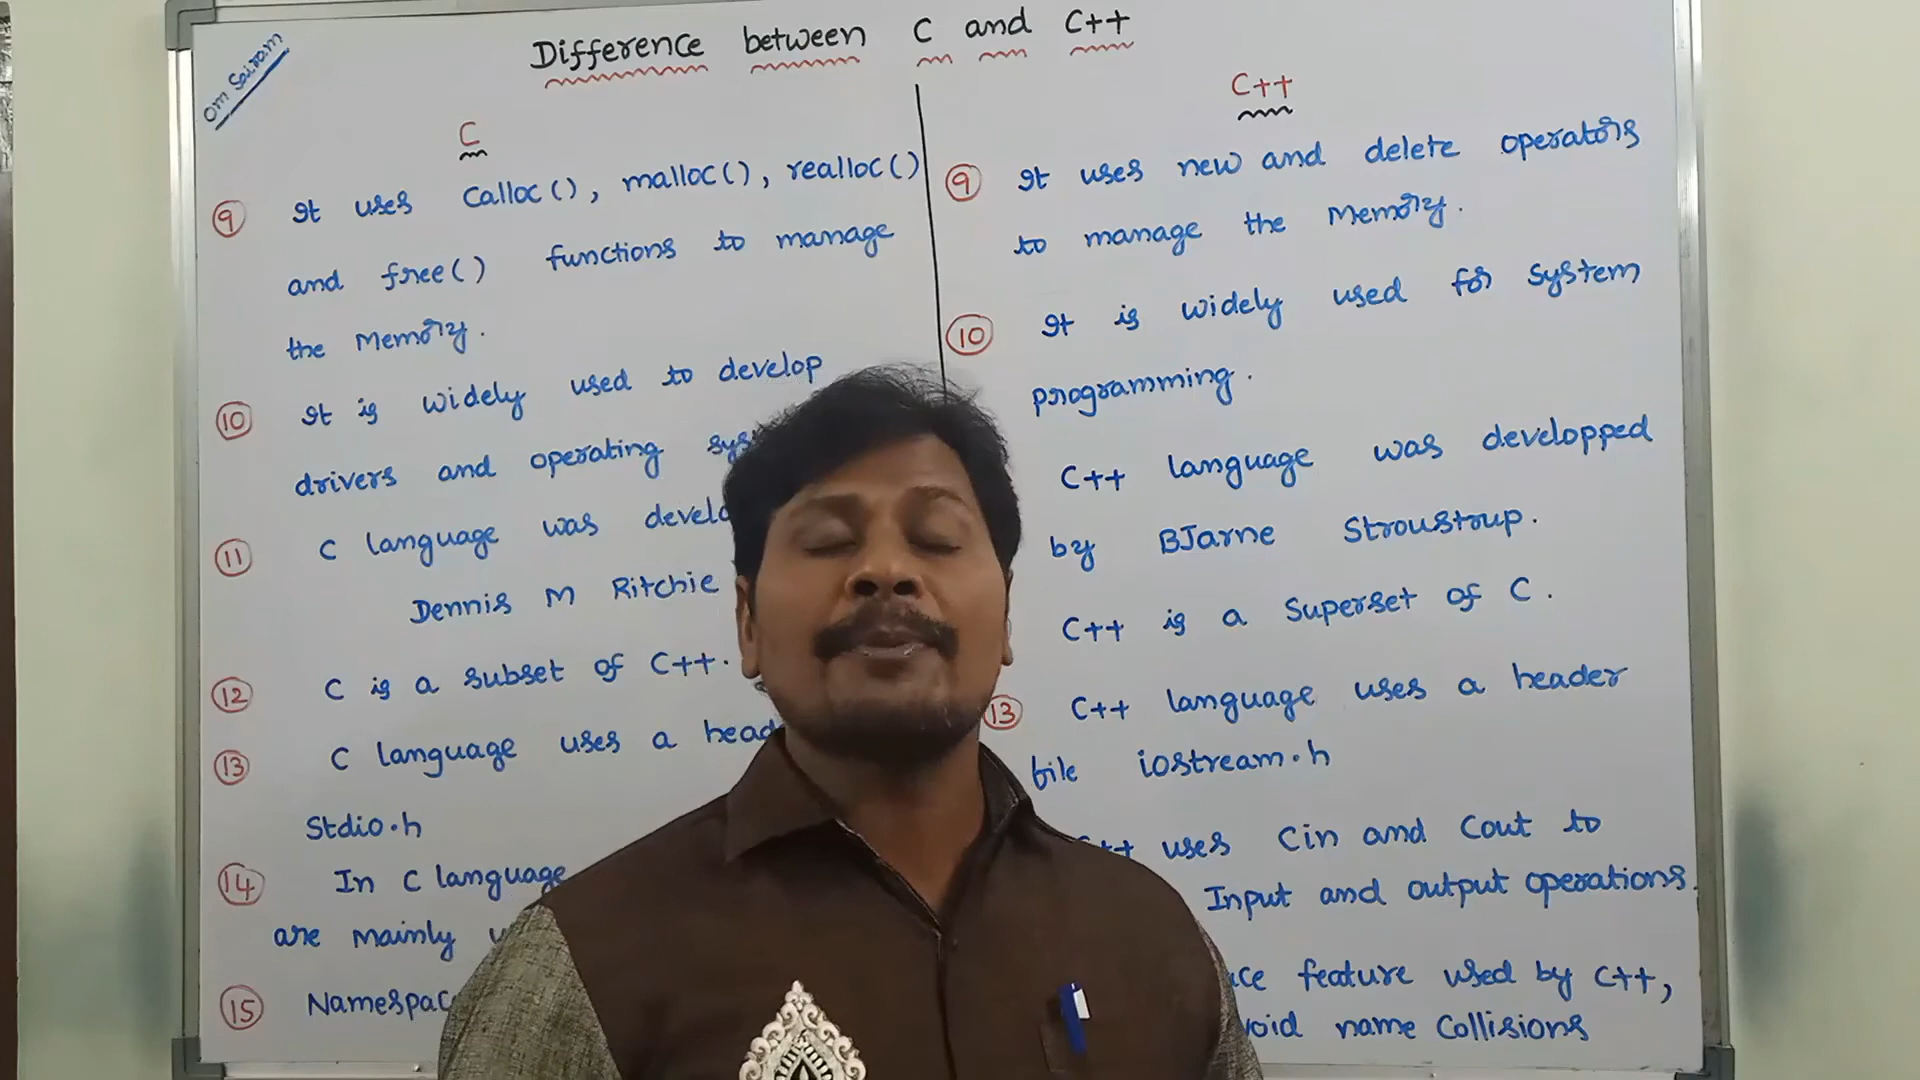 Om Sairam
Difference between C and C++
C
9 It uses Calloc(), malloc(), realloc()
and free() functions to manage
the Memory.
10 It is widely used to develop
drivers and operating
11 C language was
Dennis M Ritchie
12 C is a subset of C++.
13 C language uses a
Stdio.h
14 In C language
are mainly
15
C++
9 It uses new and delete operators
to manage the Memory.
10 It is widely used for system
programming.
C++ language was developped
by BJarne Stroustrup.
C++ is a Superset of C.
13 C++ language uses a header
file iostream.h
uses Cin and Cout to
Input and output operations.
feature used by C++,
name Collisions